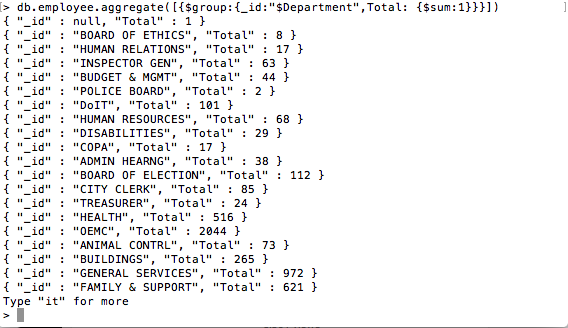 > db.employee.aggregate([{$group:{_id:"$Department",Total: {$sum:1}}}])
{ "_id" : null, "Total" : 1 }
{ "_id" : "BOARD OF ETHICS", "Total" : 8 }
{ "_id" : "HUMAN RELATIONS", "Total" : 17 }
{ "_id" : "INSPECTOR GEN", "Total" : 63 }
{ "_id" : "BUDGET & MGMT", "Total" : 44 }
{ "_id" : "POLICE BOARD", "Total" : 2 }
{ "_id" : "DoIT", "Total" : 101 }
{ "_id" : "HUMAN RESOURCES", "Total" : 68 }
{ "_id" : "DISABILITIES", "Total" : 29 }
{ "_id" : "COPA", "Total" : 17 }
{ "_id" : "ADMIN HEARNG", "Total" : 38 }
{ "_id" : "BOARD OF ELECTION", "Total" : 112 }
{ "_id" : "CITY CLERK", "Total" : 85 }
{ "_id" : "TREASURER", "Total" : 24 }
{ "_id" : "HEALTH", "Total" : 516 }
{ "_id" : "OEMC", "Total" : 2044 }
{ "_id" : "ANIMAL CONTRL", "Total" : 73 }
{ "_id" : "BUILDINGS", "Total" : 265 }
{ "_id" : "GENERAL SERVICES", "Total" : 972 }
{ "_id" : "FAMILY & SUPPORT", "Total" : 621 }
Type "it" for more
>